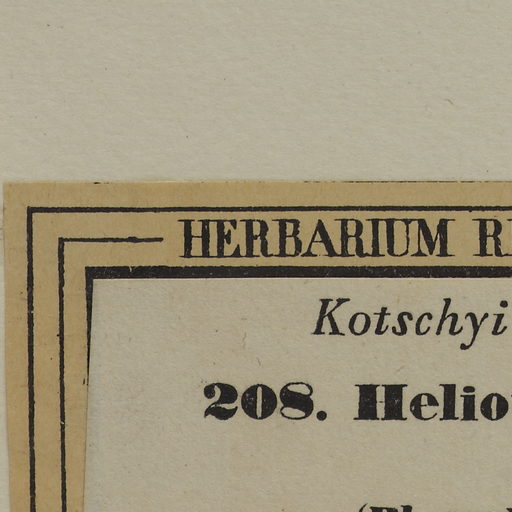 HERBARIUM R
Kotschyi
208. Helio